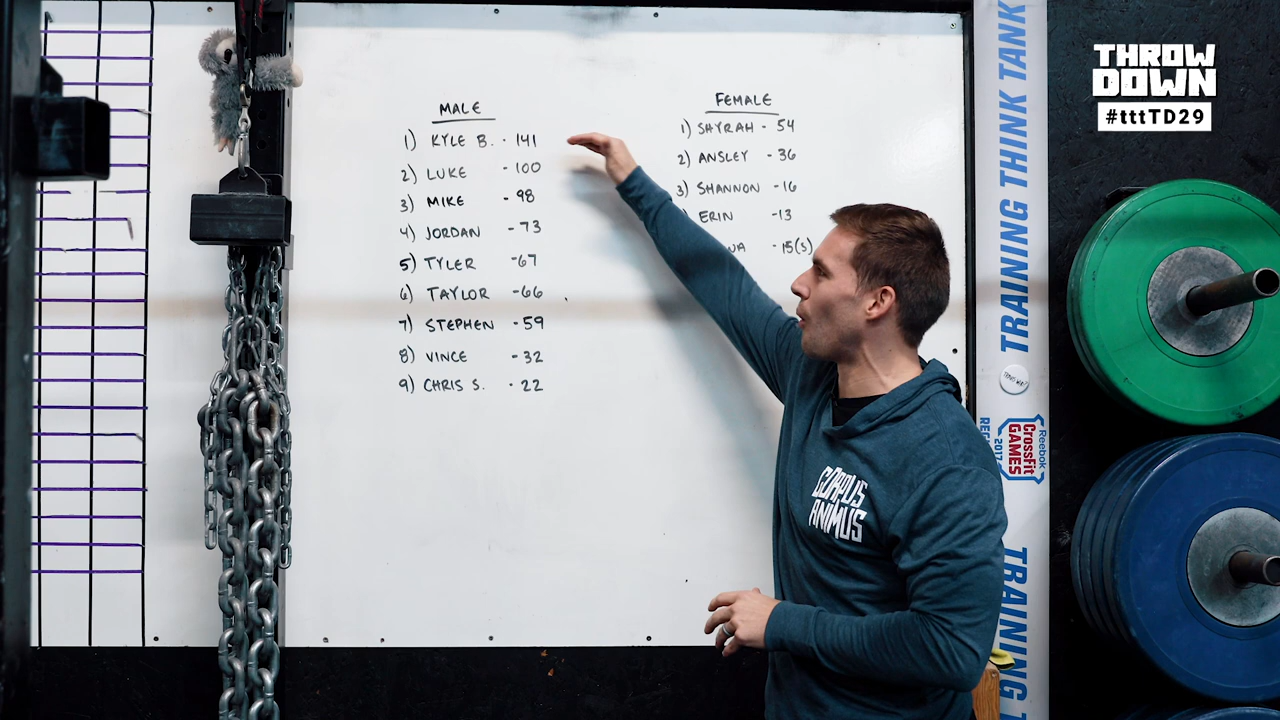 MALE
1) KYLE B. - 141
2) LUKE - 100
3) MIKE - 98
4) JORDAN - 73
5) TYLER - 67
6) TAYLOR - 66
7) STEPHEN - 59
8) VINCE - 32
9) CHRIS S. - 22
FEMALE
1) SHYRAH - 54
2) ANSLEY - 36
3) SHANNON - 16
) ERIN - 13
NA - 15(S)
CORPUS
ANIMUS
TRAINING THINK TANK
Reebok
CrossFit
GAMES
2017
TRAINING
THROW
DOWN
#tttTD29